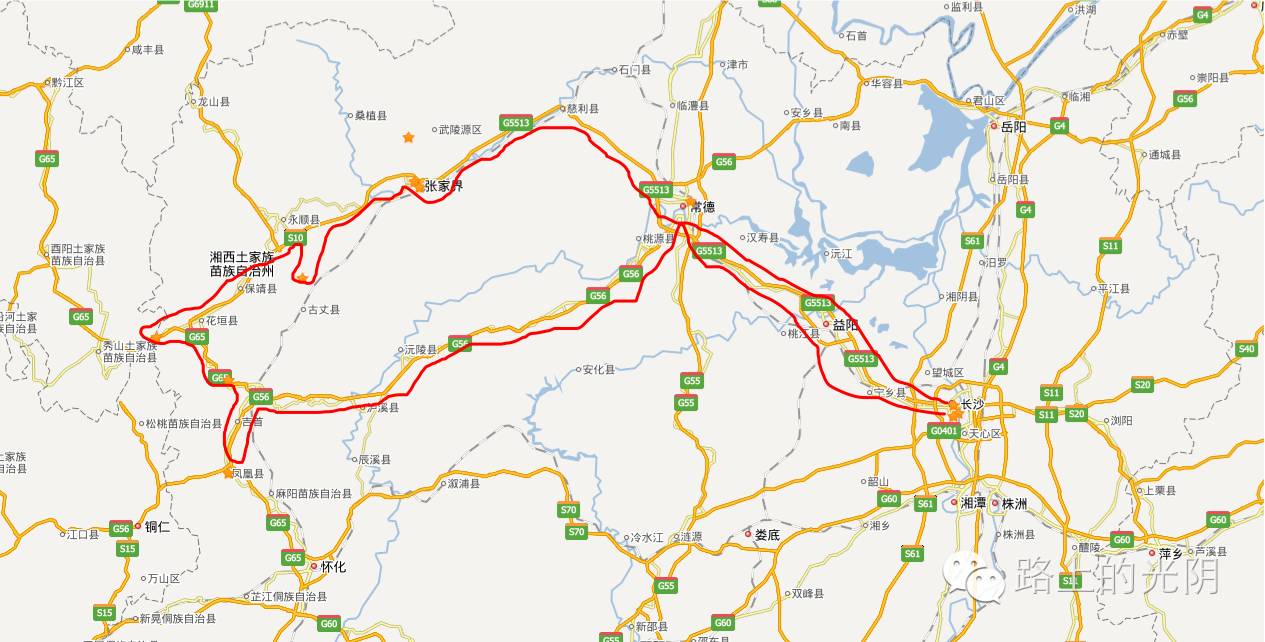 G6911
咸丰县
黔江区
龙山县
G65
桑植县
武陵源区
G5513
慈利县
石门县
津市
临澧县
石首
监利县
洪湖
G4
赤壁
崇阳县
G56
华容县
安乡县
南县
君山区
岳阳
临湘
G4
通城县
G56
岳阳县
G4
张家界
永顺县
S10
G5513
常德
桃源县
G5513
汉寿县
沅江
S61
汨罗
S11
平江县
酉阳土家族
苗族自治县
湘西土家族
苗族自治州
保靖县
古丈县
G56
G56
G5513
益阳
桃江县
湘阴县
G65
花垣县
G65
秀山土家族
苗族自治县
沅陵县
G56
安化县
G5513
望城区
G4
S40
G65
G56
泸溪县
G55
G55
宁乡县
长沙
S11
S20
S11
S20
浏阳
松桃苗族自治县
吉首
G0401
天心区
凤凰县
辰溪县
溆浦县
麻阳苗族自治县
韶山
G60
S61
湘潭
株洲
上栗县
铜仁
G56
江口县
S15
G65
G65
怀化
S70
S70
冷水江
涟源
娄底
湘乡
S61
株洲县
醴陵
G60
G60
萍乡
芦溪县
万山区
芷江侗族自治县
G55
双峰县
S11
路上的光阴
S15
新晃侗族自治县
G60
新邵县
G60
G55